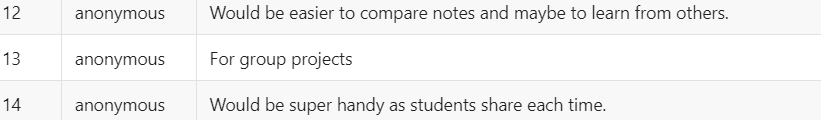 12 anonymous Would be easier to compare notes and maybe to learn from others.
13 anonymous For group projects
14 anonymous Would be super handy as students share each time.